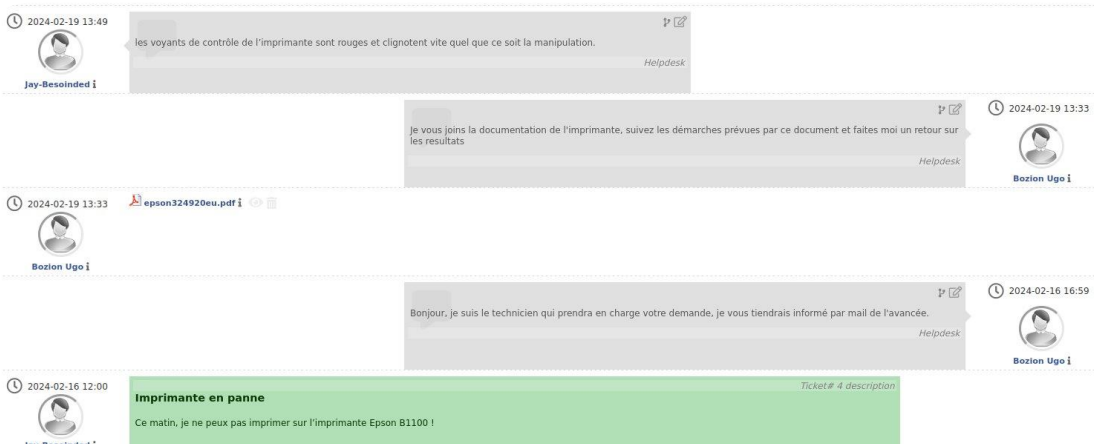 2024-02-19 13:49
les voyants de contrôle de l'imprimante sont rouges et clignotent vite quel que ce soit la manipulation.
Helpdesk
Jay-Besoinded i
2024-02-19 13:33
Je vous joins la documentation de l'imprimante, suivez les démarches prévues par ce document et faites moi un retour sur
les resultats
Helpdesk
Bozion Ugo i
2024-02-19 13:33
epson324920eu.pdf i
Bozion Ugo i
2024-02-16 16:59
Bonjour, je suis le technicien qui prendra en charge votre demande, je vous tiendrais informé par mail de l'avancée.
Helpdesk
Bozion Ugo i
2024-02-16 12:00
Ticket# 4 description
Imprimante en panne
Ce matin, je ne peux pas imprimer sur l'imprimante Epson B1100 !